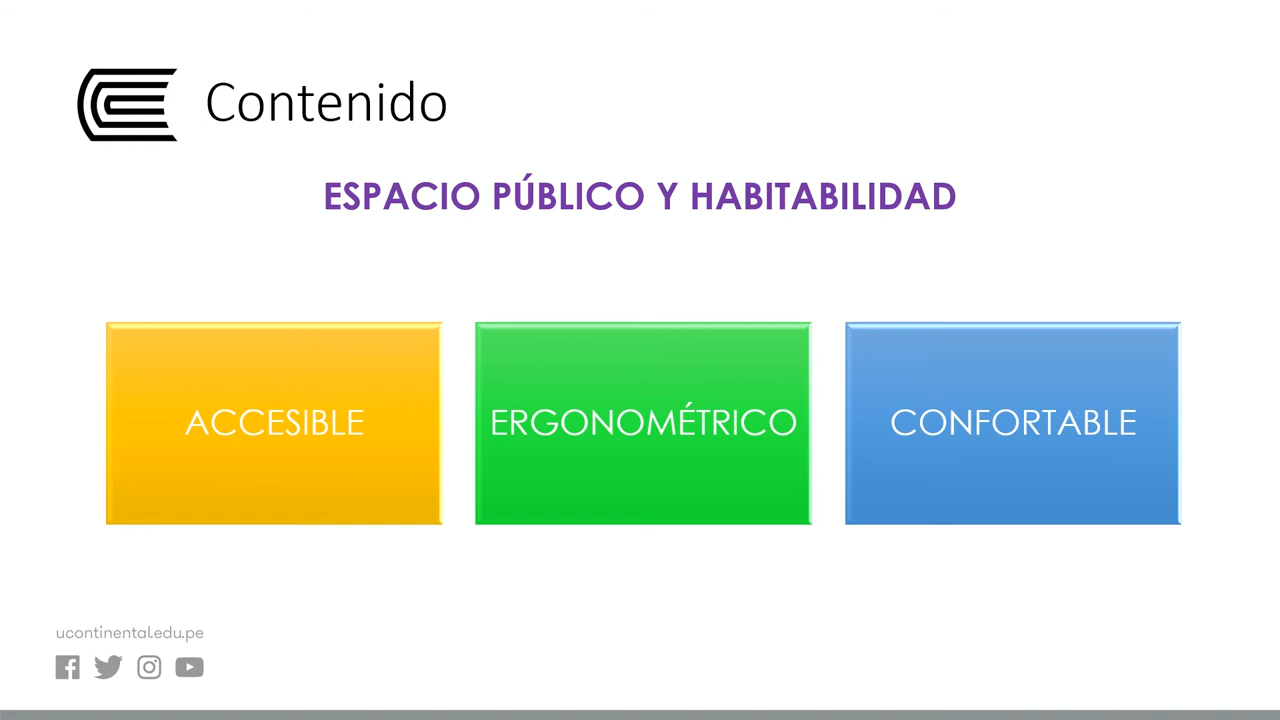 Contenido
ESPACIO PÚBLICO Y HABITABILIDAD
ACCESIBLE
ERGONOMÉTRICO
CONFORTABLE
ucontinental.edu.pe